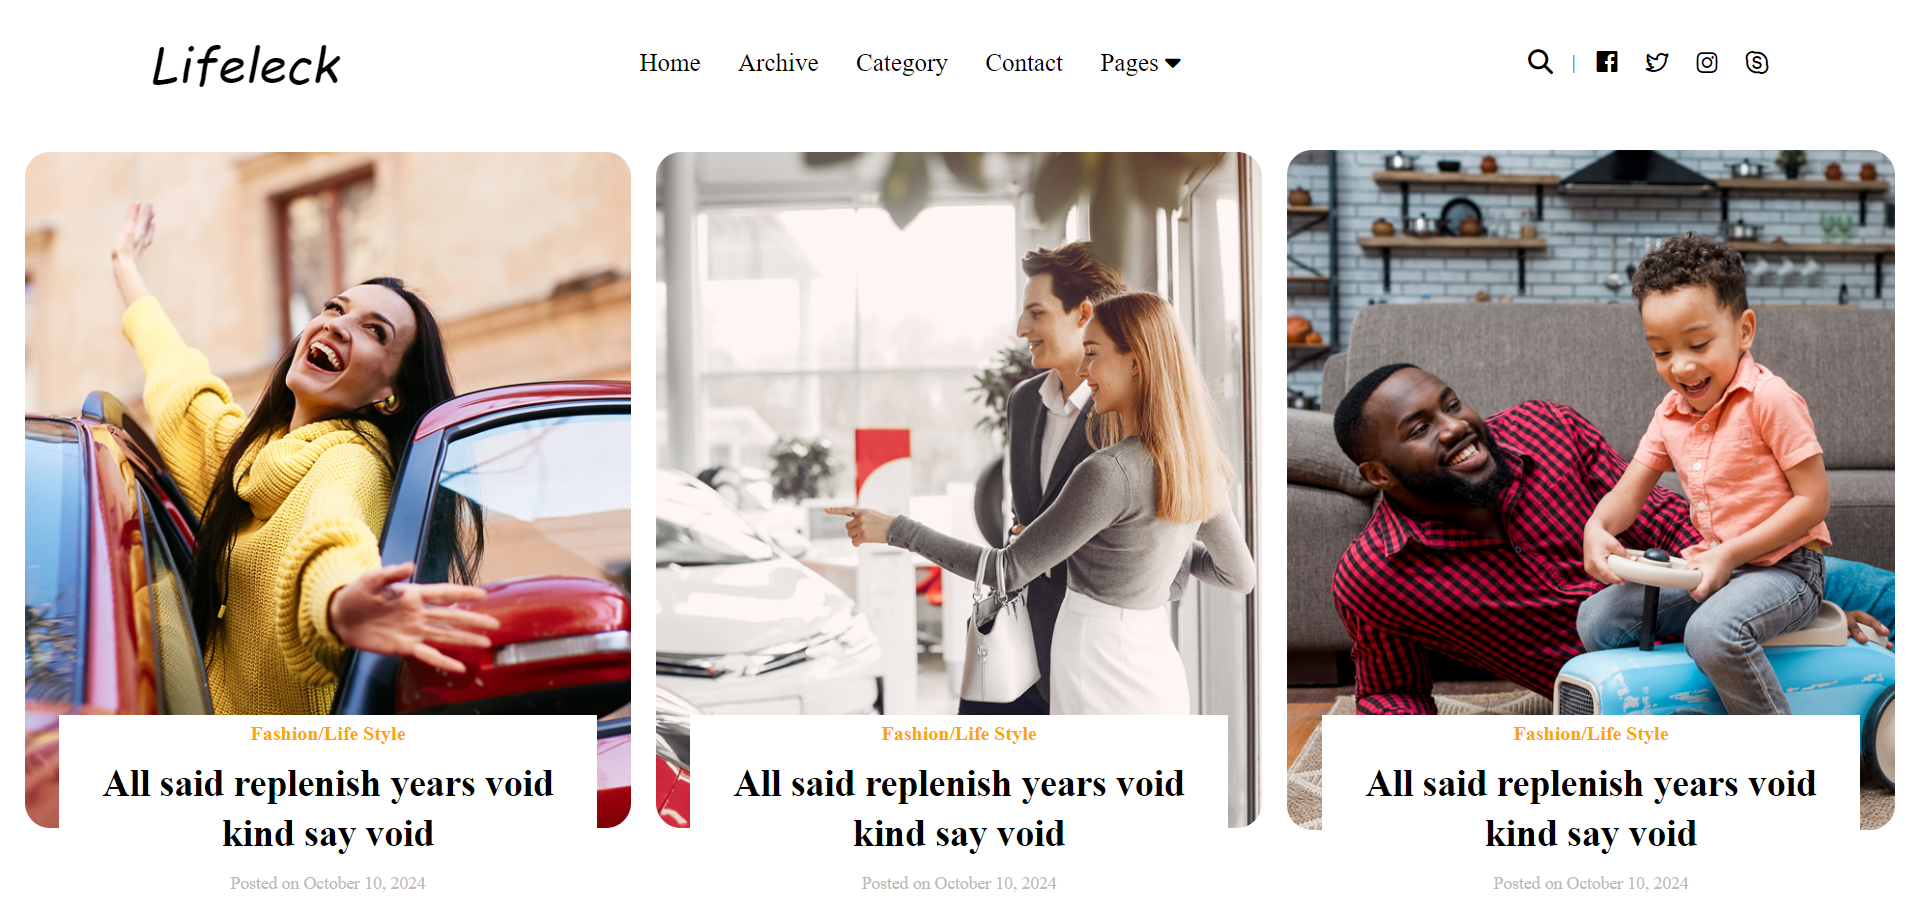 Lifeleck
Home Archive Category Contact Pages
Fashion/Life Style
All said replenish years void
kind say void
Posted on October 10, 2024
Fashion/Life Style
All said replenish years void
kind say void
Posted on October 10, 2024
Fashion/Life Style
All said replenish years void
kind say void
Posted on October 10, 2024